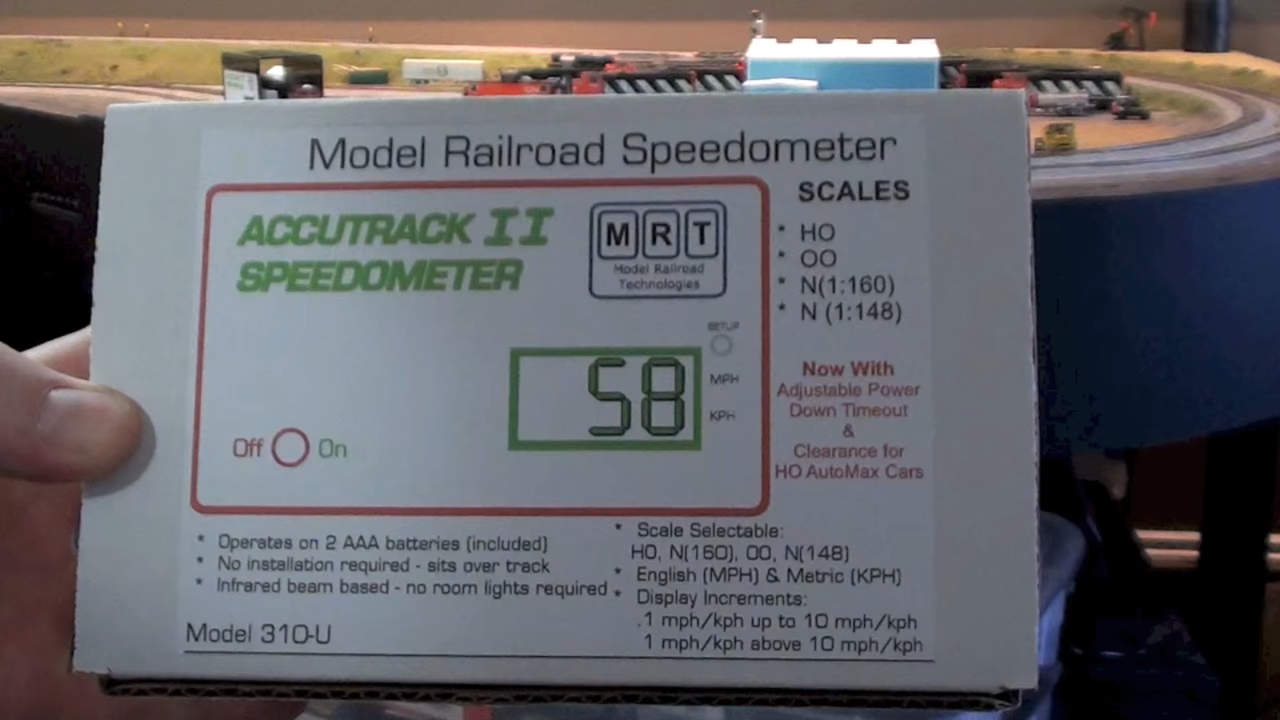 Model Railroad Speedometer
ACCUTRACK II
SPEEDOMETER
MRT
Model Railroad
Technologies
SETUP
58
MPH
KPH
Off On
SCALES
* HO
* OO
* N(1:160)
* N (1:148)
Now With
Adjustable Power
Down Timeout
&
Clearance for
HO AutoMax Cars
* Operates on 2 AAA batteries (included)
* No installation required - sits over track
* Infrared beam based - no room lights required
Model 310-U
* Scale Selectable:
HO, N(160), OO, N(148)
* English (MPH) & Metric (KPH)
* Display Increments:
.1 mph/kph up to 10 mph/kph
1 mph/kph above 10 mph/kph